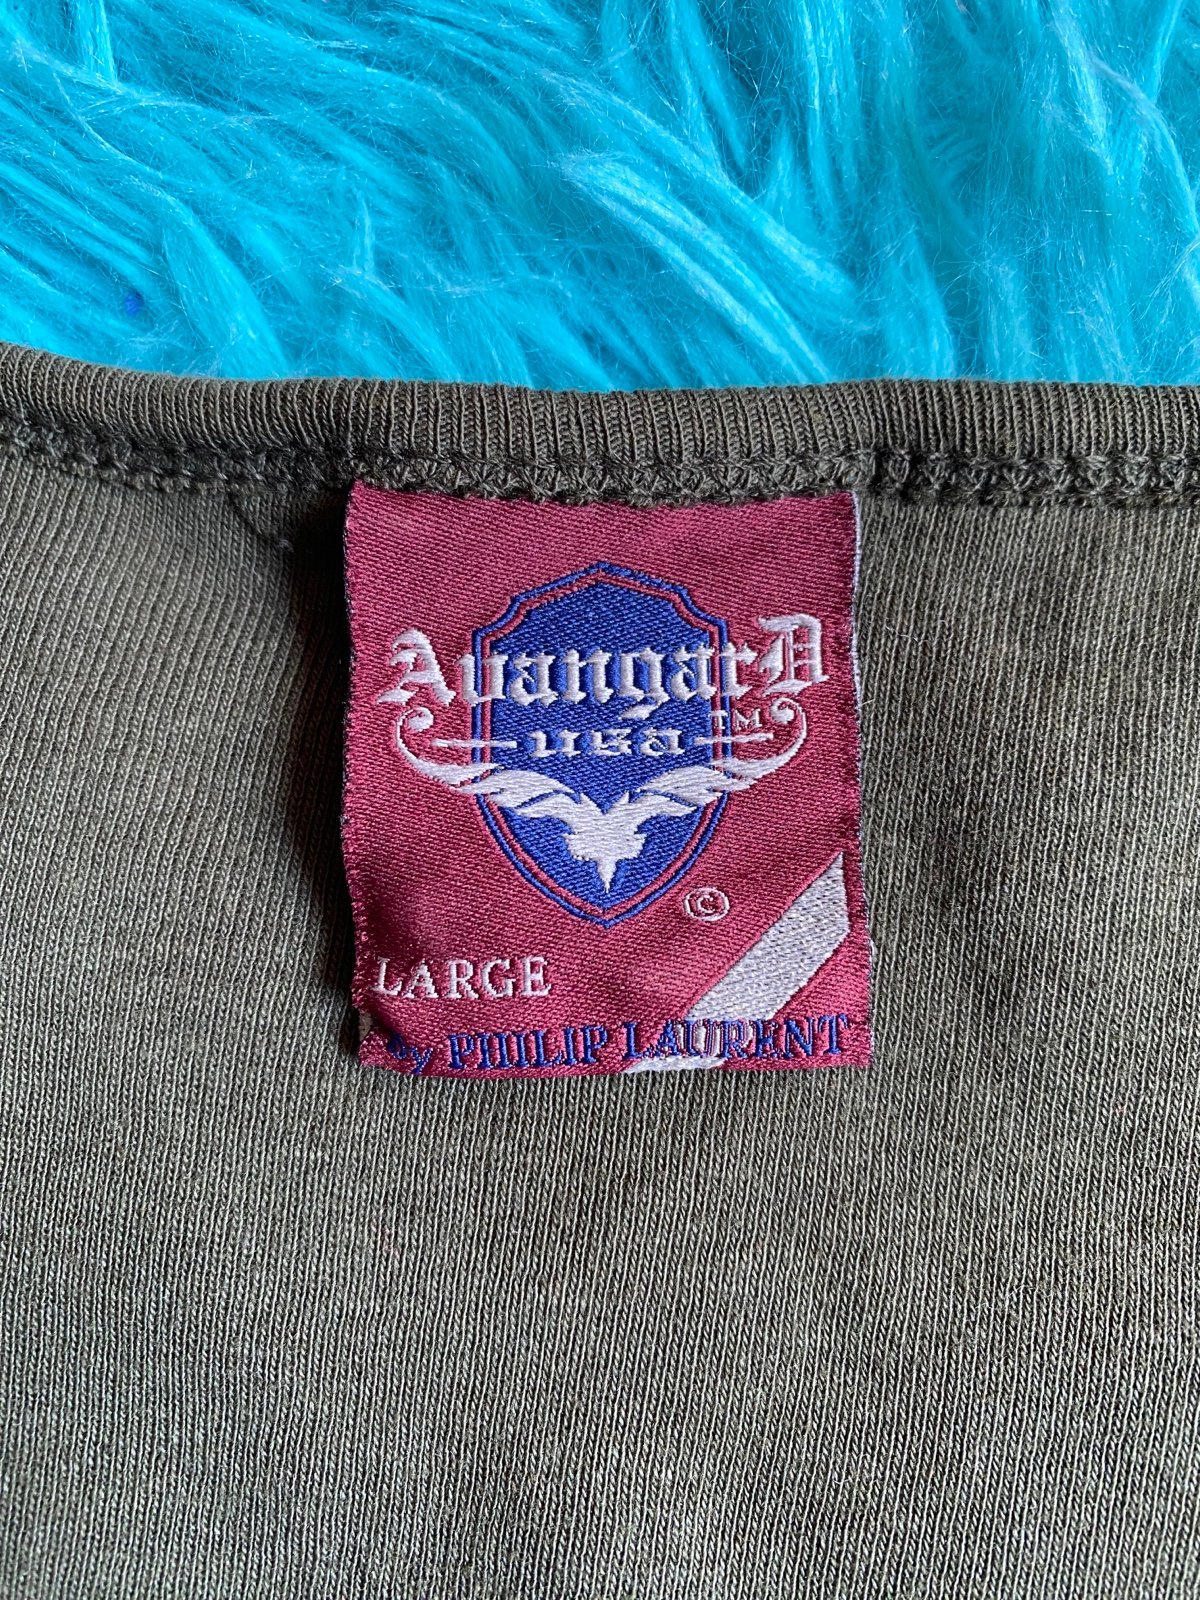 AvangarD
usa TM
©
LARGE
by PHILIP LAURENT